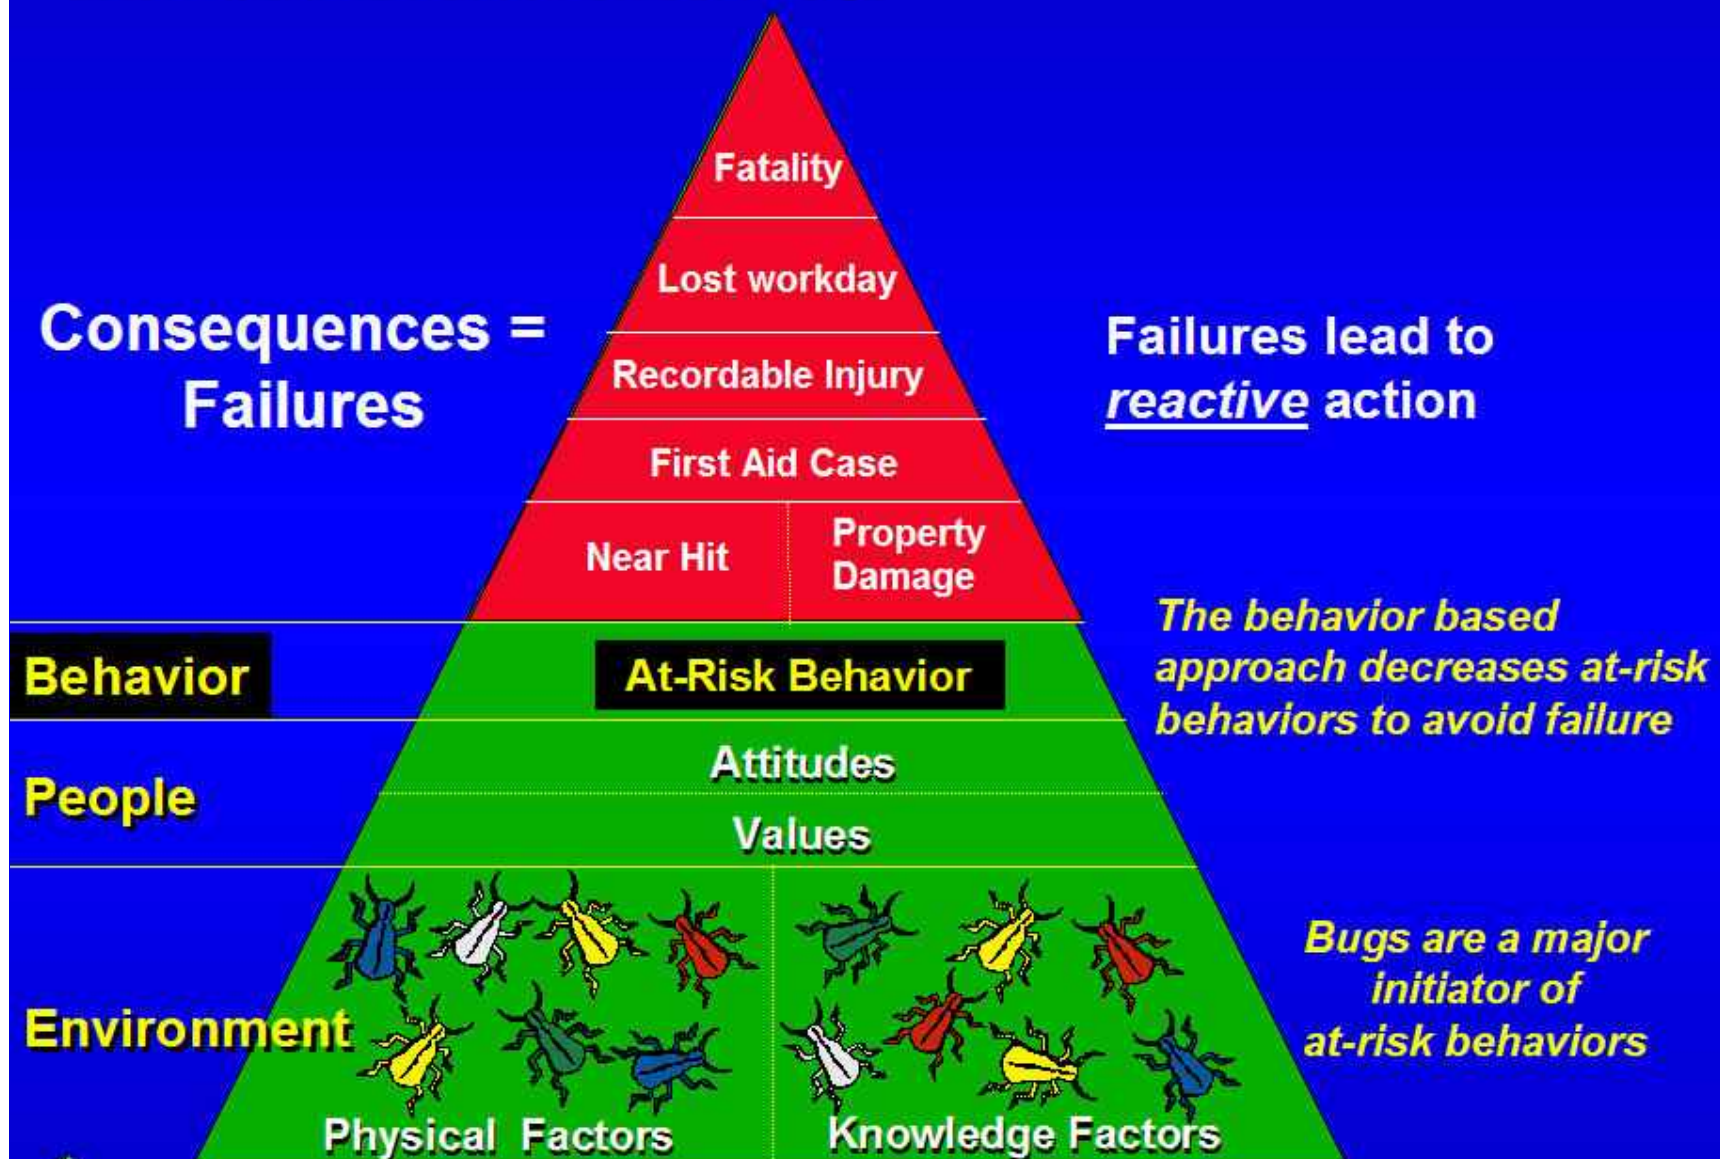 Fatality
Lost workday
Consequences =
Failures
Recordable Injury
First Aid Case
Near Hit
Property
Damage
Failures lead to
reactive action
Behavior
At-Risk Behavior
The behavior based
approach decreases at-risk
behaviors to avoid failure
People
Attitudes
Values
Environment
Bugs are a major
initiator of
at-risk behaviors
Physical Factors
Knowledge Factors